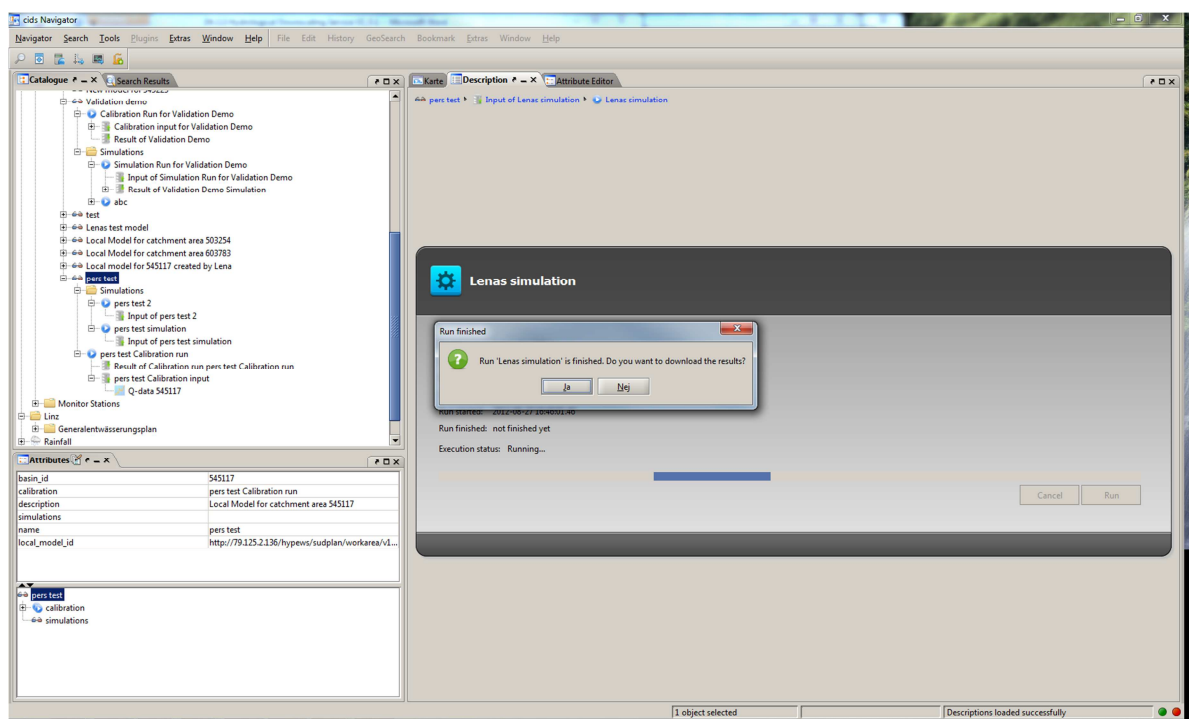 cids Navigator
Navigator Search Tools Plugins Extras Window Help File Edit History GeoSearch Bookmark Extras Window Help
Catalogue
Search Results
Validation demo
Calibration Run for Validation Demo
Calibration input for Validation Demo
Result of Validation Demo
Simulations
Simulation Run for Validation Demo
Input of Simulation Run for Validation Demo
Result of Validation Demo Simulation
abc
test
Lenas test model
Local Model for catchment area 503254
Local Model for catchment area 603783
Local model for 545117 created by Lena
pers test
Simulations
pers test 2
Input of pers test 2
pers test simulation
Input of pers test simulation
pers test Calibration run
Result of Calibration run pers test Calibration run
pers test Calibration input
Q-data 545117
Monitor Stations
Linz
Generalentwässerungsplan
Rainfall
Attributes
basin_id 545117
calibration pers test Calibration run
description Local Model for catchment area 545117
simulations
name pers test
local_model_id http://79.125.2.136/hypews/sudplan/workarea/v1...
pers test
calibration
simulations
Karte Description Attribute Editor
pers test Input of Lenas simulation Lenas simulation
Lenas simulation
Run finished
Run 'Lenas simulation' is finished. Do you want to download the results?
Ja Nej
Run started: 2012-08-27 16:46:01.46
Run finished: not finished yet
Execution status: Running...
Cancel Run
1 object selected
Descriptions loaded successfully